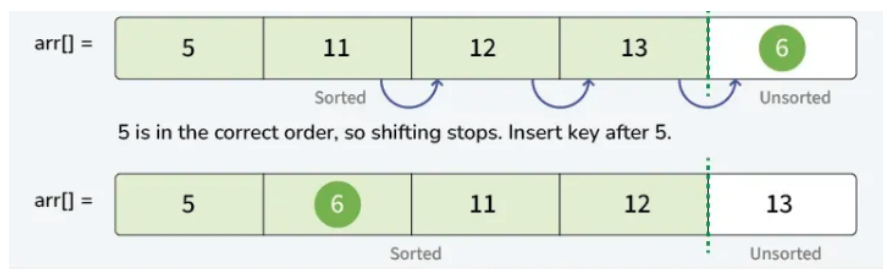 arr[] = 5 11 12 13 6
Sorted Unsorted
5 is in the correct order, so shifting stops. Insert key after 5.
arr[] = 5 6 11 12 13
Sorted Unsorted